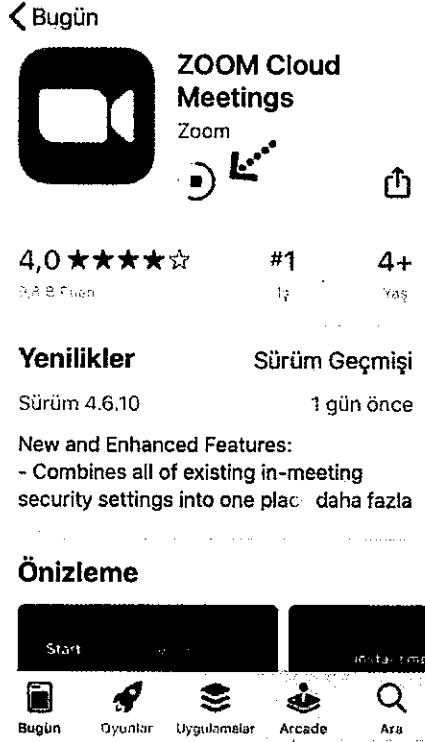 Bugün
ZOOM Cloud
Meetings
Zoom
4,0 ★★★★☆ #1 4+
İş Yaş
Yenilikler Sürüm Geçmişi
Sürüm 4.6.10 1 gün önce
New and Enhanced Features:
- Combines all of existing in-meeting
security settings into one plac daha fazla
Önizleme
Start
Bugün Oyunlar Uygulamalar Arcade Ara